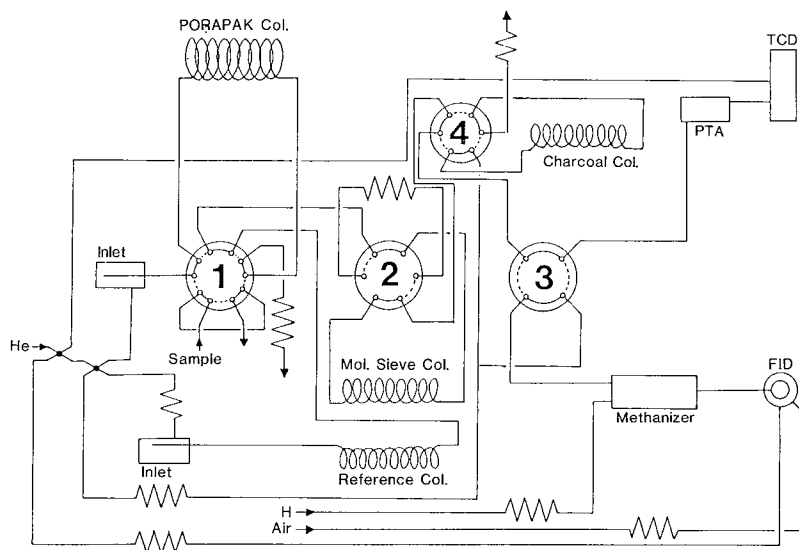 PORAPAK Col.
TCD
4
PTA
Charcoal Col.
Inlet
1
2
3
He
Sample
Mol. Sieve Col.
FID
Methanizer
Inlet
Reference Col.
H
Air